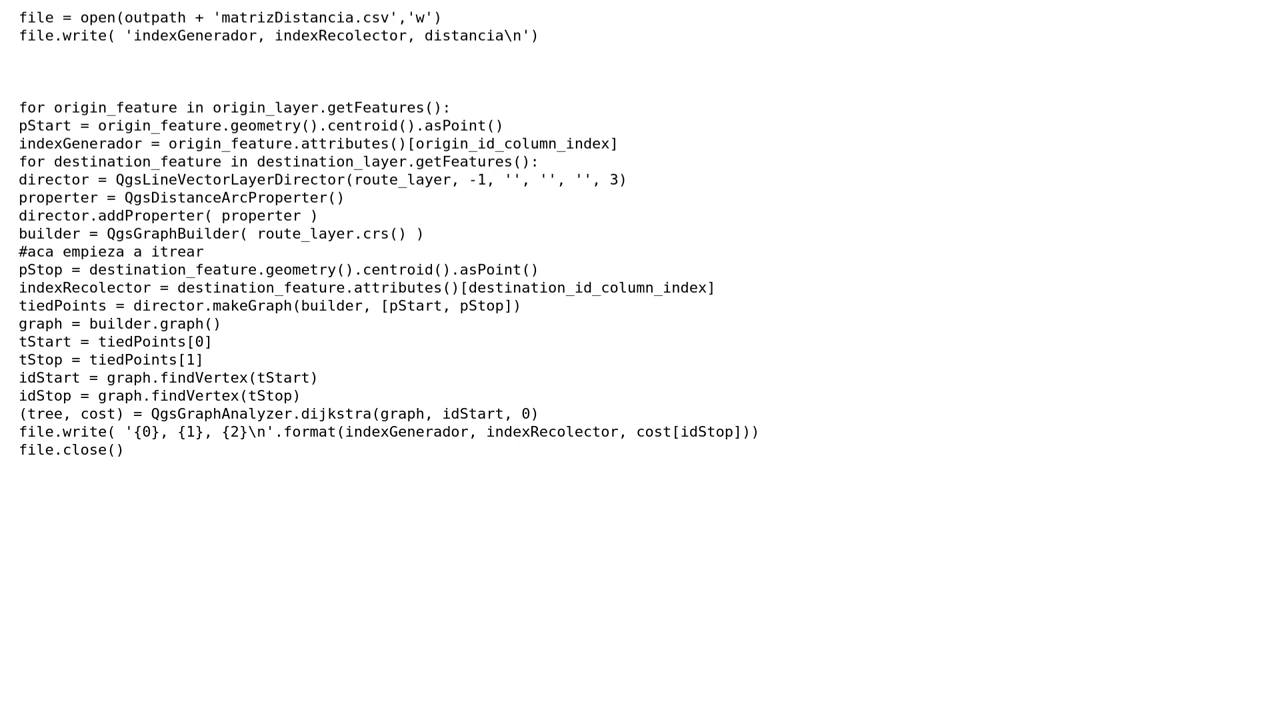 file = open(outpath + 'matrizDistancia.csv','w')
file.write( 'indexGenerador, indexRecolector, distancia\n')
for origin_feature in origin_layer.getFeatures():
pStart = origin_feature.geometry().centroid().asPoint()
indexGenerador = origin_feature.attributes()[origin_id_column_index]
for destination_feature in destination_layer.getFeatures():
director = QgsLineVectorLayerDirector(route_layer, -1, '', '', '', 3)
properter = QgsDistanceArcProperter()
director.addProperter( properter )
builder = QgsGraphBuilder( route_layer.crs() )
#aca empieza a itrear
pStop = destination_feature.geometry().centroid().asPoint()
indexRecolector = destination_feature.attributes()[destination_id_column_index]
tiedPoints = director.makeGraph(builder, [pStart, pStop])
graph = builder.graph()
tStart = tiedPoints[0]
tStop = tiedPoints[1]
idStart = graph.findVertex(tStart)
idStop = graph.findVertex(tStop)
(tree, cost) = QgsGraphAnalyzer.dijkstra(graph, idStart, 0)
file.write( '{0}, {1}, {2}\n'.format(indexGenerador, indexRecolector, cost[idStop]))
file.close()